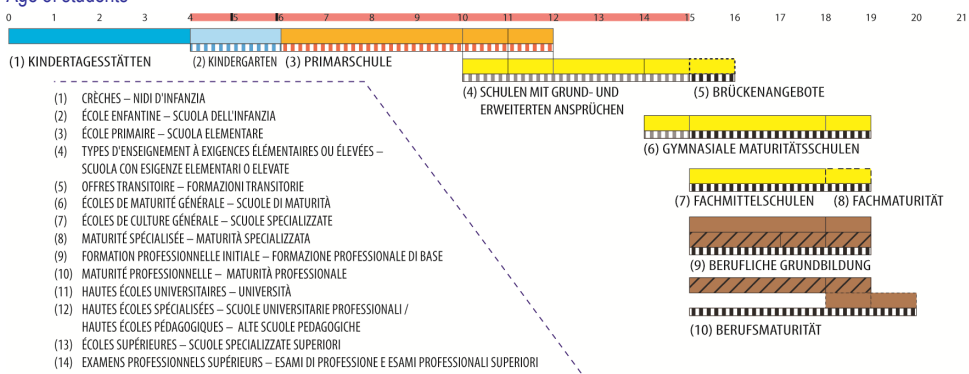 Age of students
0 1 2 3 4 5 6 7 8 9 10 11 12 13 14 15 16 17 18 19 20 21
(1) KINDERTAGESSTÄTTEN
(2) KINDERGARTEN
(3) PRIMARSCHULE
(4) SCHULEN MIT GRUND- UND
ERWEITERTEN ANSPRÜCHEN
(5) BRÜCKENANGEBOTE
(6) GYMNASIALE MATURITÄTSSCHULEN
(7) FACHMITTELSCHULEN
(8) FACHMATURITÄT
(9) BERUFLICHE GRUNDBILDUNG
(10) BERUFSMATURITÄT
(1) CRÈCHES – NIDI D'INFANZIA
(2) ÉCOLE ENFANTINE – SCUOLA DELL'INFANZIA
(3) ÉCOLE PRIMAIRE – SCUOLA ELEMENTARE
(4) TYPES D'ENSEIGNEMENT À EXIGENCES ÉLÉMENTAIRES OU ÉLEVÉES –
SCUOLA CON ESIGENZE ELEMENTARI O ELEVATE
(5) OFFRES TRANSITOIRE – FORMAZIONI TRANSITORIE
(6) ÉCOLES DE MATURITÉ GÉNÉRALE – SCUOLE DI MATURITÀ
(7) ÉCOLES DE CULTURE GÉNÉRALE – SCUOLE SPECIALIZZATE
(8) MATURITÉ SPÉCIALISÉE – MATURITÀ SPECIALIZZATA
(9) FORMATION PROFESSIONNELLE INITIALE – FORMAZIONE PROFESSIONALE DI BASE
(10) MATURITÉ PROFESSIONNELLE – MATURITÀ PROFESSIONALE
(11) HAUTES ÉCOLES UNIVERSITAIRES – UNIVERSITÀ
(12) HAUTES ÉCOLES SPÉCIALISÉES – SCUOLE UNIVERSITARIE PROFESSIONALI /
HAUTES ÉCOLES PÉDAGOGIQUES – ALTE SCUOLE PEDAGOGICHE
(13) ÉCOLES SUPÉRIEURES – SCUOLE SPECIALIZZATE SUPERIORI
(14) EXAMENS PROFESSIONNELS SUPÉRIEURS – ESAMI DI PROFESSIONE E ESAMI PROFESSIONALI SUPERIORI